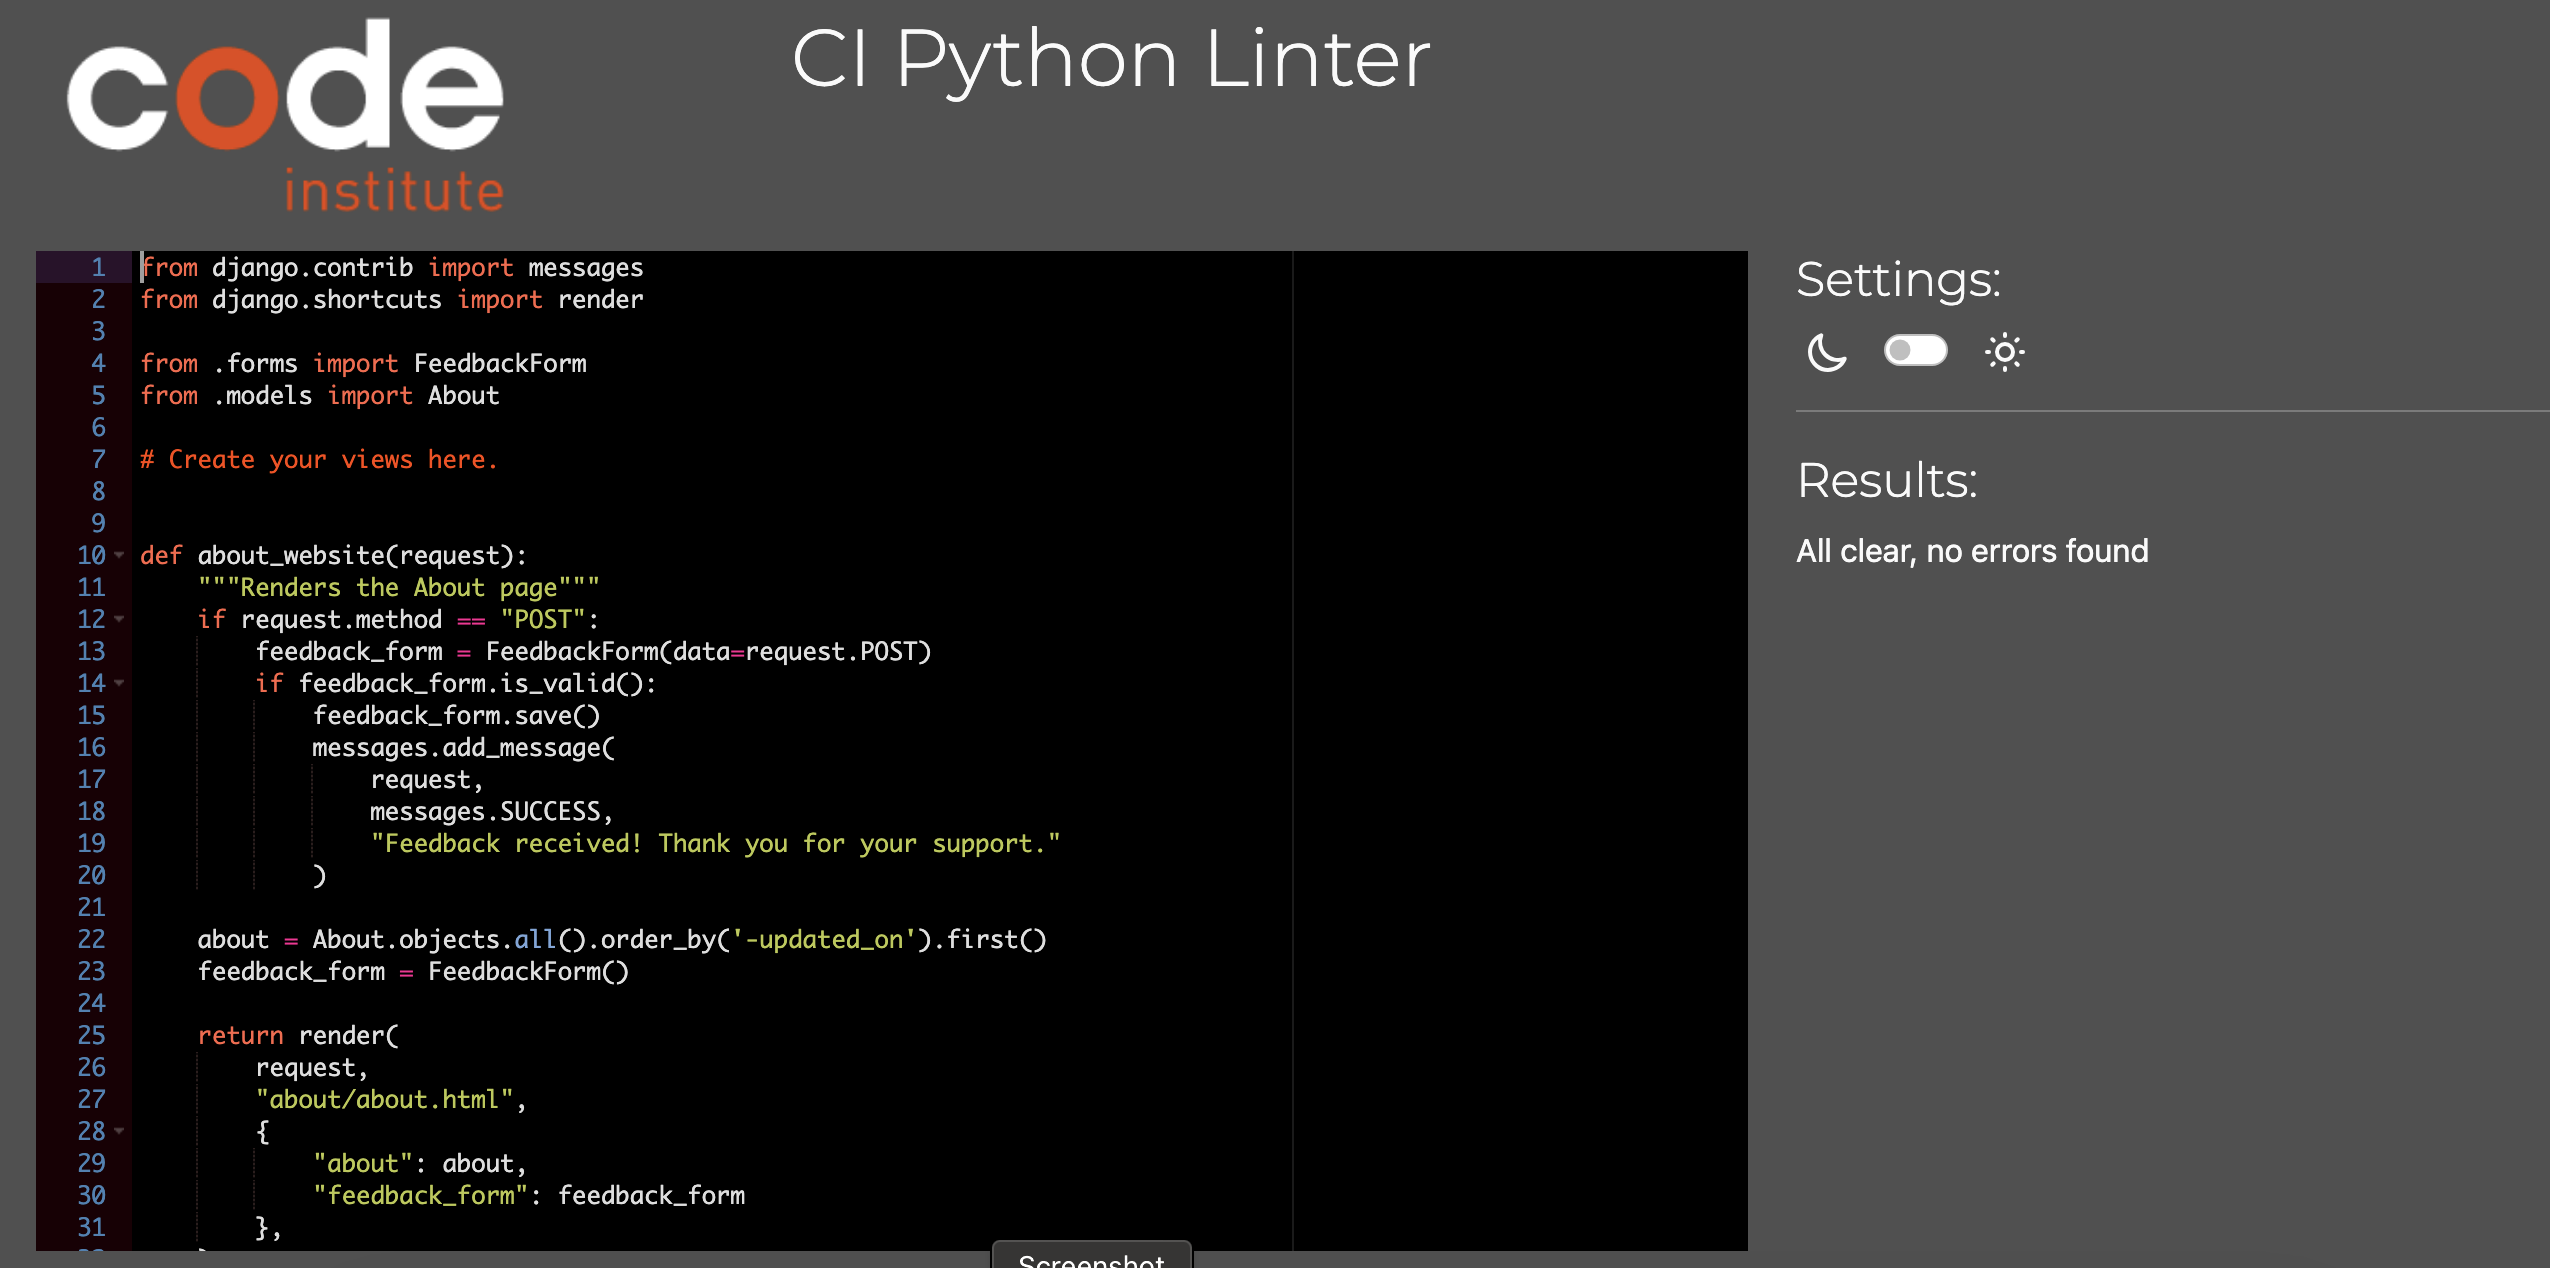 code
institute
CI Python Linter
1 from django.contrib import messages
2 from django.shortcuts import render
3
4 from .forms import FeedbackForm
5 from .models import About
6
7 # Create your views here.
8
9
10 def about_website(request):
11     """Renders the About page"""
12     if request.method == "POST":
13         feedback_form = FeedbackForm(data=request.POST)
14         if feedback_form.is_valid():
15             feedback_form.save()
16             messages.add_message(
17                 request,
18                 messages.SUCCESS,
19                 "Feedback received! Thank you for your support."
20             )
21
22     about = About.objects.all().order_by('-updated_on').first()
23     feedback_form = FeedbackForm()
24
25     return render(
26         request,
27         "about/about.html",
28         {
29             "about": about,
30             "feedback_form": feedback_form
31         },
Settings:
Results:
All clear, no errors found
Screenshot